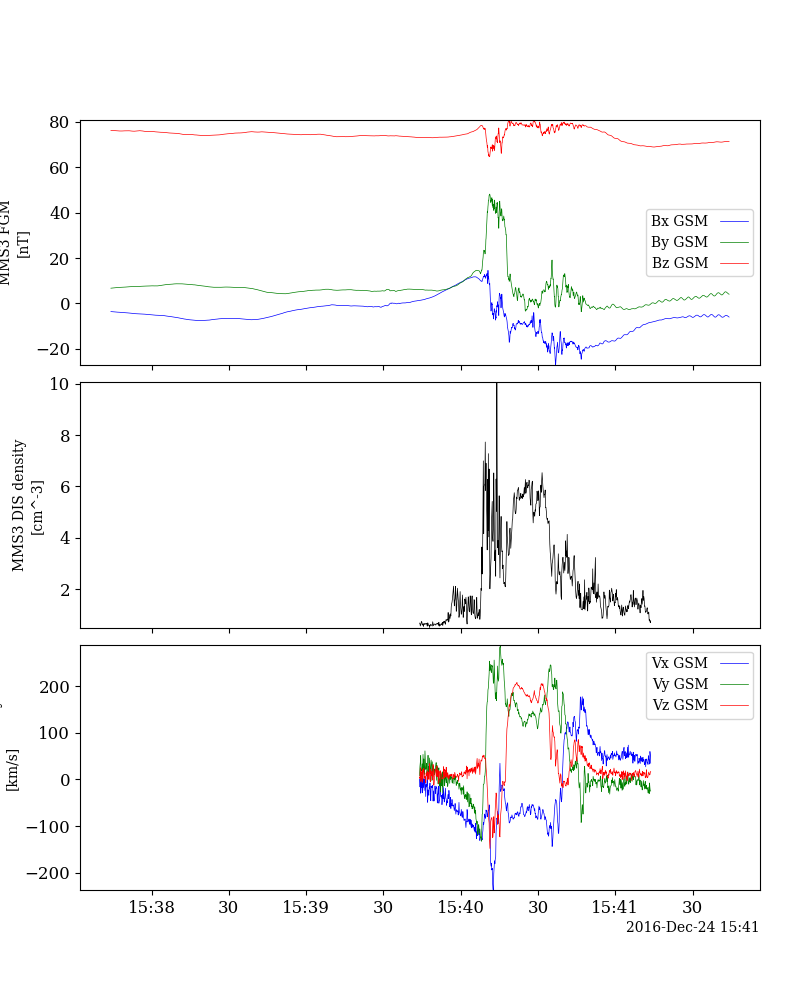 80
60
40
20
0
−20
MMS3 FGM
[nT]
Bx GSM
By GSM
Bz GSM
10
8
6
4
2
MMS3 DIS density
[cm^-3]
200
100
0
−100
−200
[km/s]
Vx GSM
Vy GSM
Vz GSM
15:38 30 15:39 30 15:40 30 15:41 30
2016-Dec-24 15:41